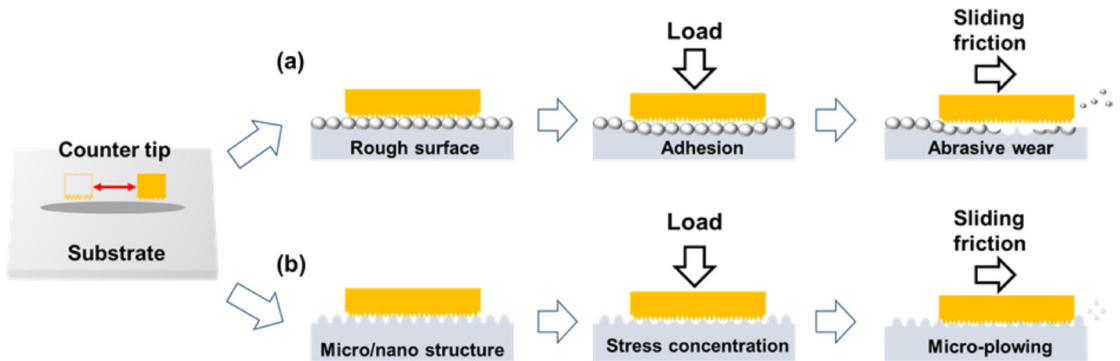 (a)
Load
Sliding
friction
Rough surface
Adhesion
Abrasive wear
Counter tip
Substrate
(b)
Load
Sliding
friction
Micro/nano structure
Stress concentration
Micro-plowing